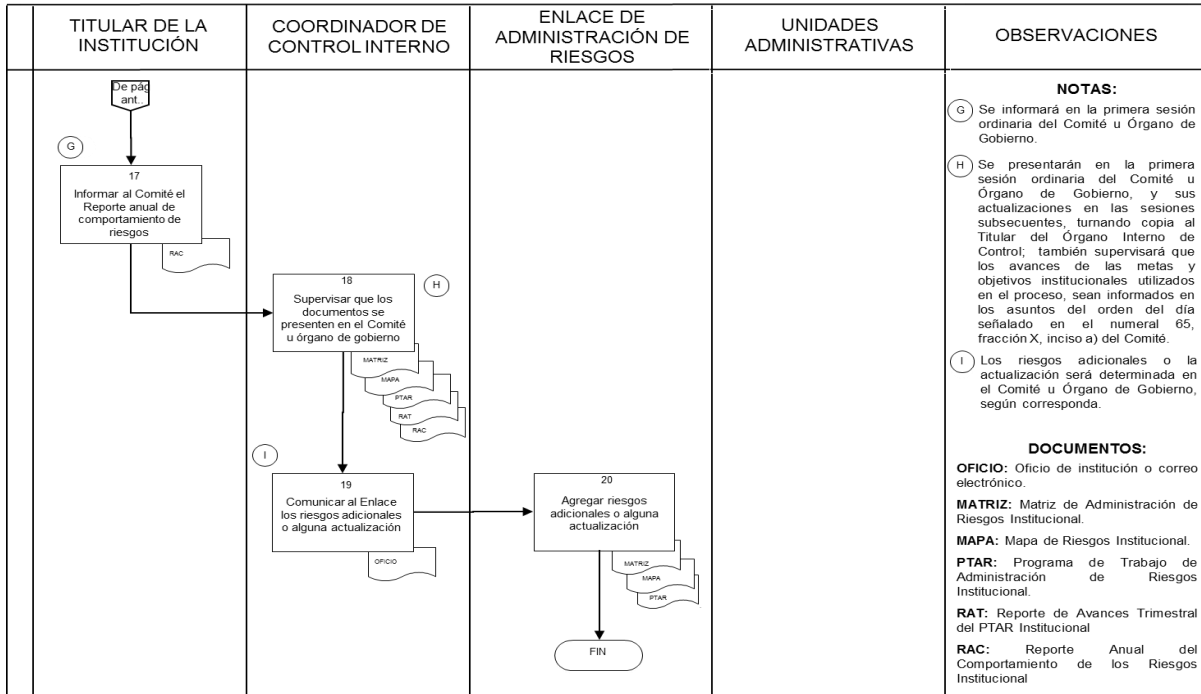 TITULAR DE LA
INSTITUCIÓN
COORDINADOR DE
CONTROL INTERNO
ENLACE DE
ADMINISTRACIÓN DE
RIESGOS
UNIDADES
ADMINISTRATIVAS
OBSERVACIONES
De pág
ant..
G
17
Informar al Comité el
Reporte anual de
comportamiento de
riesgos
RAC
18
Supervisar que los
documentos se
presenten en el Comité
u órgano de gobierno
H
MATRIZ
MAPA
PTAR
RAT
RAC
I
19
Comunicar al Enlace
los riesgos adicionales
o alguna actualización
OFICIO
20
Agregar riesgos
adicionales o alguna
actualización
MATRIZ
MAPA
PTAR
FIN
NOTAS:
G Se informará en la primera sesión
ordinaria del Comité u Órgano de
Gobierno.
H Se presentarán en la primera
sesión ordinaria del Comité u
Órgano de Gobierno, y sus
actualizaciones en las sesiones
subsecuentes, turnando copia al
Titular del Órgano Interno de
Control; también supervisará que
los avances de las metas y
objetivos institucionales utilizados
en el proceso, sean informados en
los asuntos del orden del día
señalado en el numeral 65,
fracción X, inciso a) del Comité.
I Los riesgos adicionales o la
actualización será determinada en
el Comité u Órgano de Gobierno,
según corresponda.
DOCUMENTOS:
OFICIO: Oficio de institución o correo
electrónico.
MATRIZ: Matriz de Administración de
Riesgos Institucional.
MAPA: Mapa de Riesgos Institucional.
PTAR: Programa de Trabajo de
Administración de Riesgos
Institucional.
RAT: Reporte de Avances Trimestral
del PTAR Institucional
RAC: Reporte Anual del
Comportamiento de los Riesgos
Institucional